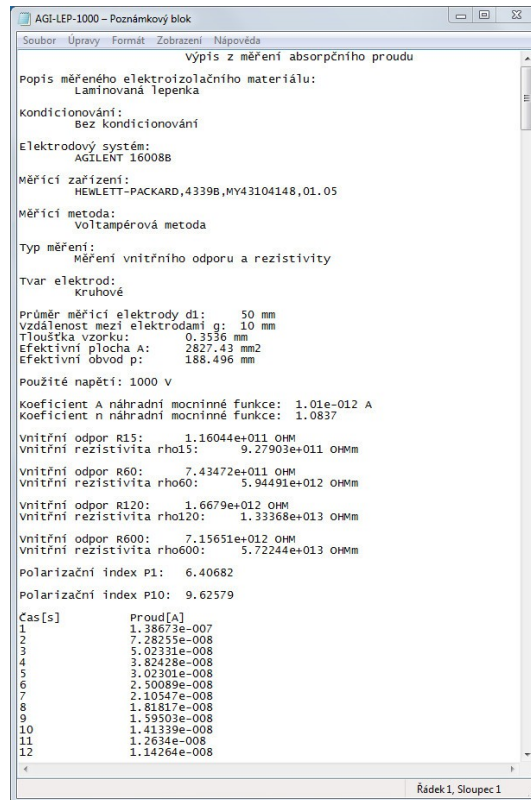 AGI-LEP-1000 – Poznámkový blok
Soubor Úpravy Formát Zobrazení Nápověda
Výpis z měření absorpčního proudu
Popis měřeného elektroizolačního materiálu:
Laminovaná lepenka
Kondicionování:
Bez kondicionování
Elektrodový systém:
AGILENT 16008B
Měřící zařízení:
HEWLETT-PACKARD,4339B,MY43104148,01.05
Měřící metoda:
Voltampérová metoda
Typ měření:
Měření vnitřního odporu a rezistivity
Tvar elektrod:
Kruhové
Průměr měřicí elektrody d1: 50 mm
Vzdálenost mezi elektrodami g: 10 mm
Tloušťka vzorku: 0.3536 mm
Efektivní plocha A: 2827.43 mm2
Efektivní obvod p: 188.496 mm
Použité napětí: 1000 V
Koeficient A náhradní mocninné funkce: 1.01e-012 A
Koeficient n náhradní mocninné funkce: 1.0837
Vnitřní odpor R15: 1.16044e+011 OHM
Vnitřní rezistivita rho15: 9.27903e+011 OHMm
Vnitřní odpor R60: 7.43472e+011 OHM
Vnitřní rezistivita rho60: 5.94491e+012 OHMm
Vnitřní odpor R120: 1.6679e+012 OHM
Vnitřní rezistivita rho120: 1.33368e+013 OHMm
Vnitřní odpor R600: 7.15651e+012 OHM
Vnitřní rezistivita rho600: 5.72244e+013 OHMm
Polarizační index P1: 6.40682
Polarizační index P10: 9.62579
Čas[s] Proud[A]
1 1.38673e-007
2 7.28255e-008
3 5.02331e-008
4 3.82428e-008
5 3.02301e-008
6 2.50089e-008
7 2.10547e-008
8 1.81817e-008
9 1.59503e-008
10 1.41339e-008
11 1.2634e-008
12 1.14264e-008
Řádek 1, Sloupec 1